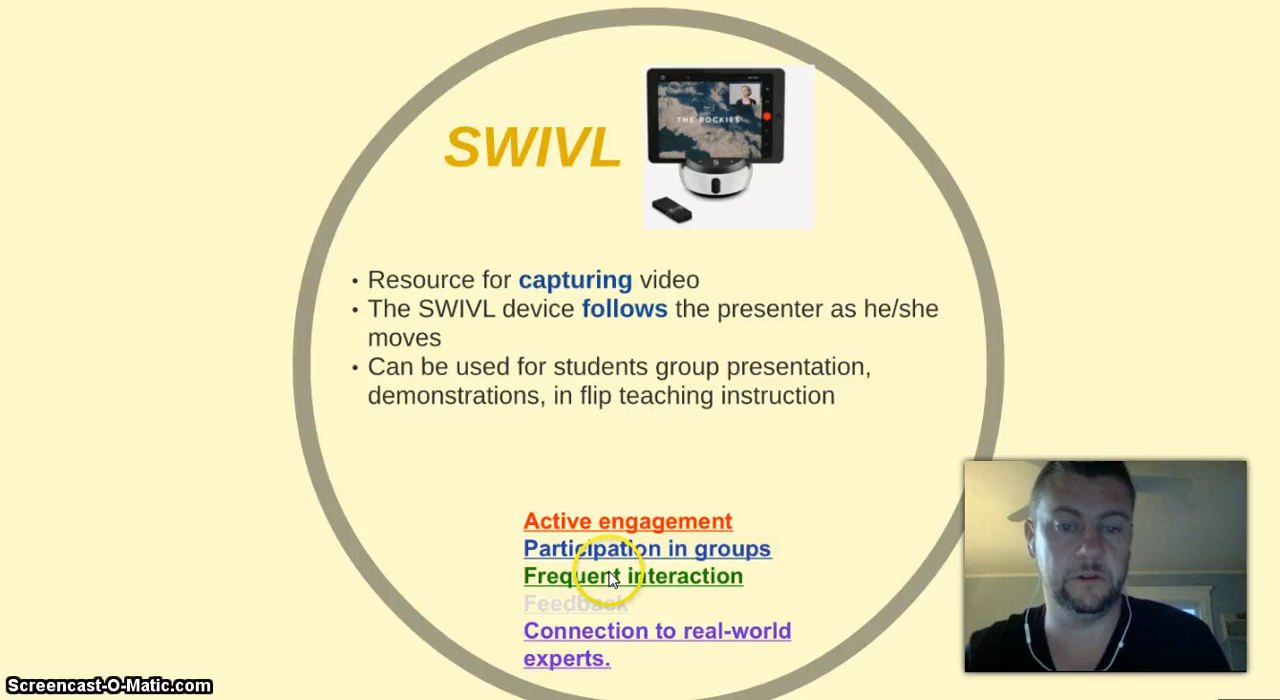 SWIVL
THE ROCKIES
• Resource for capturing video
• The SWIVL device follows the presenter as he/she
moves
• Can be used for students group presentation,
demonstrations, in flip teaching instruction
Active engagement
Participation in groups
Frequent interaction
Feedback
Connection to real-world
experts.
Screencast-O-Matic.com